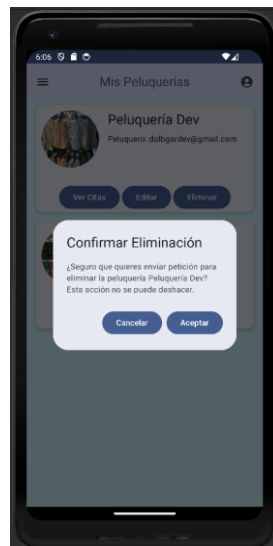 6:06
Mis Peluquerías
Peluquería Dev
Peluquero: dalbgardev@gmail.com
Ver Citas Editar Eliminar
Confirmar Eliminación
¿Seguro que quieres enviar petición para
eliminar la peluquería Peluquería Dev?
Esta acción no se puede deshacer.
Cancelar Aceptar